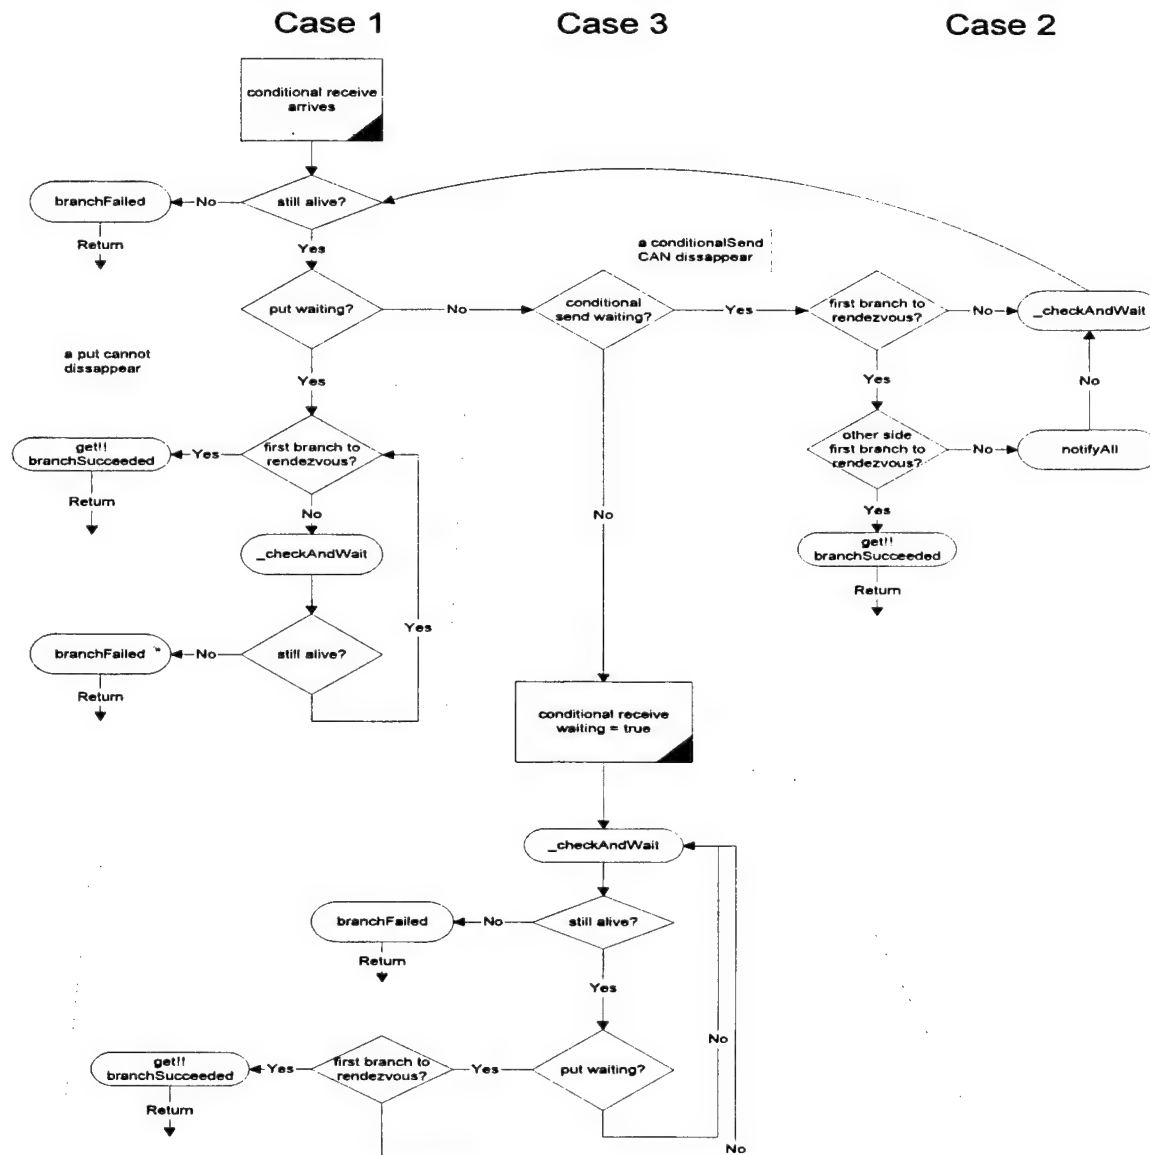 Case 1
Case 3
Case 2
conditional receive
arrives
branchFailed
No
still alive?
Return
Yes
a conditionalSend
CAN dissappear
put waiting?
No
conditional
send waiting?
Yes
first branch to
rendezvous?
No
_checkAndWait
a put cannot
dissappear
Yes
Yes
No
get!!
branchSucceeded
Yes
first branch to
rendezvous?
other side
first branch to
rendezvous?
No
notifyAll
Return
No
No
Yes
_checkAndWait
get!!
branchSucceeded
Return
Yes
branchFailed
No
still alive?
Return
conditional receive
waiting = true
_checkAndWait
branchFailed
No
still alive?
Return
Yes
No
get!!
branchSucceeded
Yes
first branch to
rendezvous?
Yes
put waiting?
Return
No